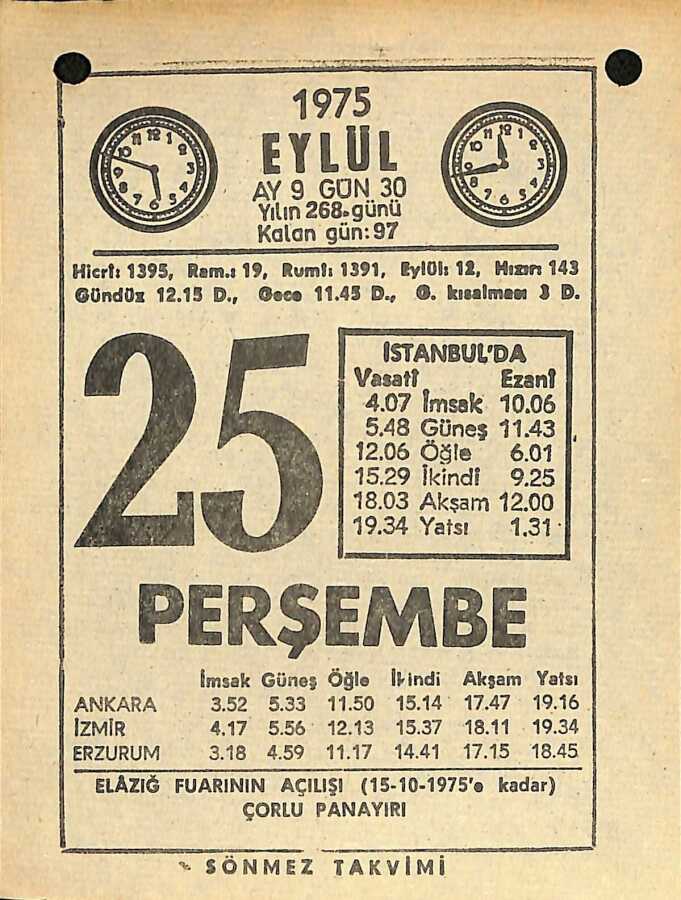 1975
EYLÜL
AY 9 GÜN 30
Yılın 268.günü
Kalan gün:97
Hicrî: 1395, Ram.: 19, Rumî: 1391, Eylûl: 12, Hızır: 143
Gündüz 12.15 D., Gece 11.45 D., G. kısalması 3 D.
25
İSTANBUL'DA
Vasatî Ezanî
4.07 İmsak 10.06
5.48 Güneş 11.43
12.06 Öğle 6.01
15.29 İkindi 9.25
18.03 Akşam 12.00
19.34 Yatsı 1.31
PERŞEMBE
İmsak Güneş Öğle İkindi Akşam Yatsı
ANKARA 3.52 5.33 11.50 15.14 17.47 19.16
İZMİR 4.17 5.56 12.13 15.37 18.11 19.34
ERZURUM 3.18 4.59 11.17 14.41 17.15 18.45
ELÂZIĞ FUARININ AÇILIŞI (15-10-1975'e kadar)
ÇORLU PANAYIRI
SÖNMEZ TAKVİMİ